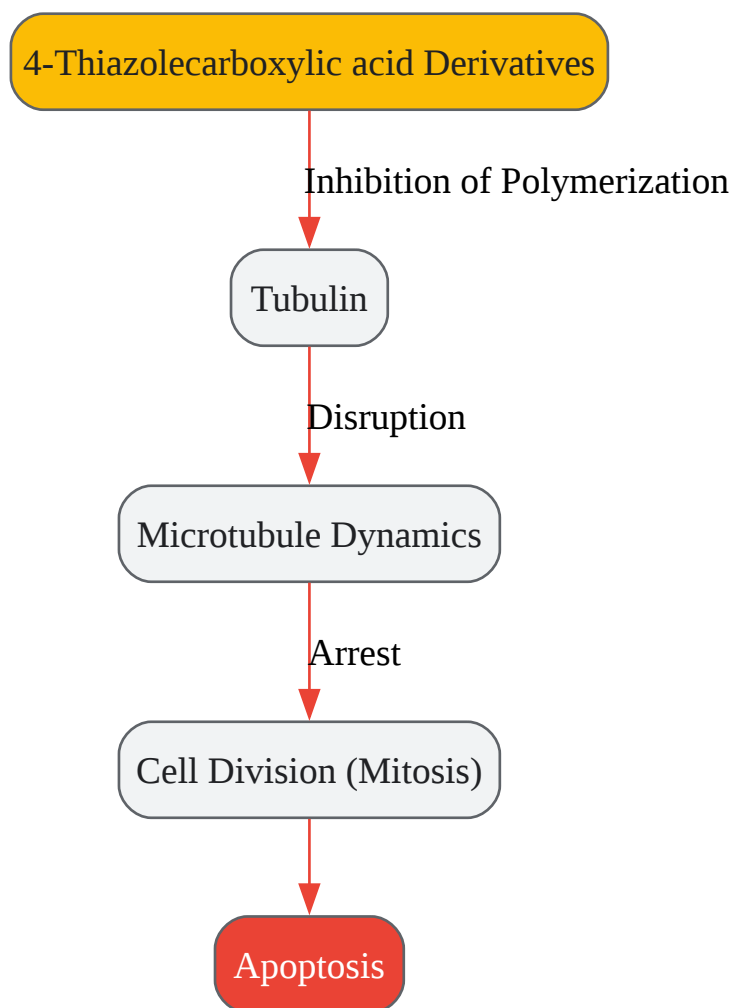 4-Thiazolecarboxylic acid Derivatives
Inhibition of Polymerization
Tubulin
Disruption
Microtubule Dynamics
Arrest
Cell Division (Mitosis)
Apoptosis